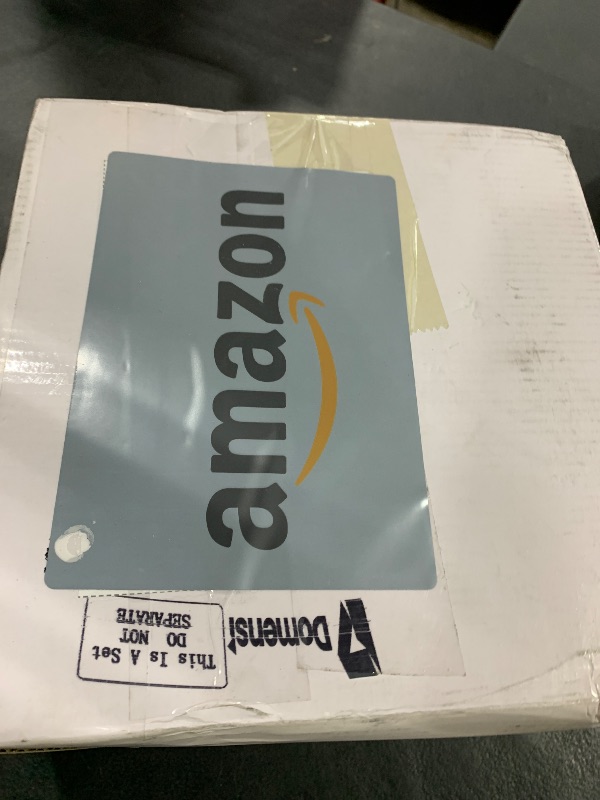 amazon
Domensi
This Is A Set
DO NOT
SEPARATE